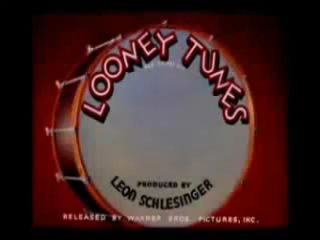 LOONEY TUNES
PRODUCED BY
LEON SCHLESINGER
RELEASED BY WARNER BROS. PICTURES, INC.